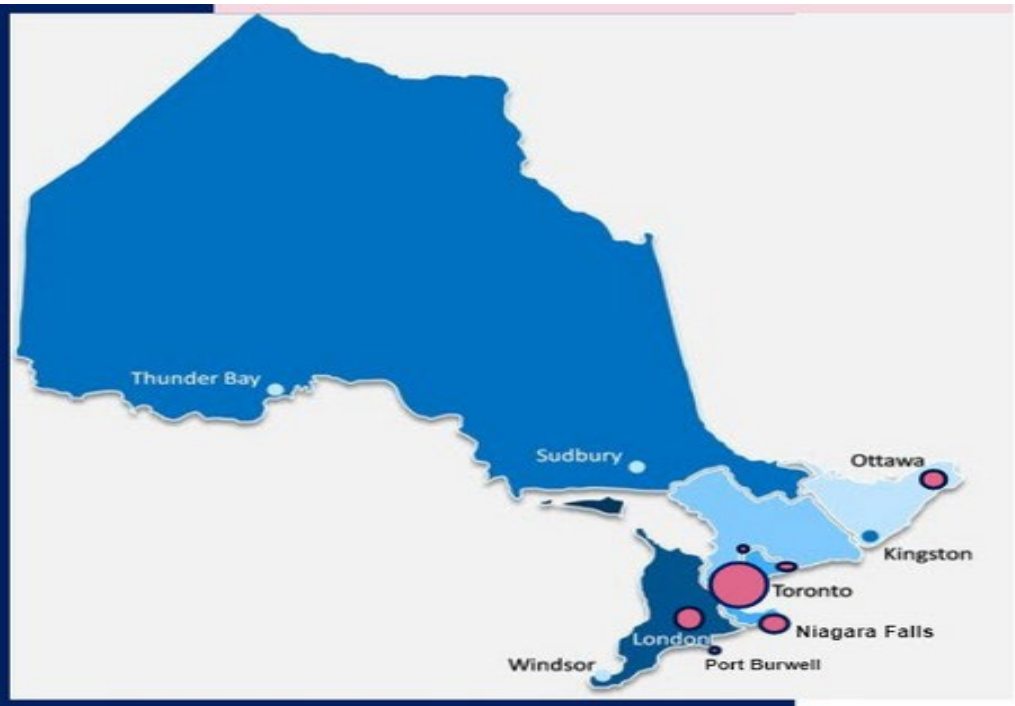 Thunder Bay
Sudbury
Ottawa
Kingston
Toronto
Niagara Falls
London
Port Burwell
Windsor